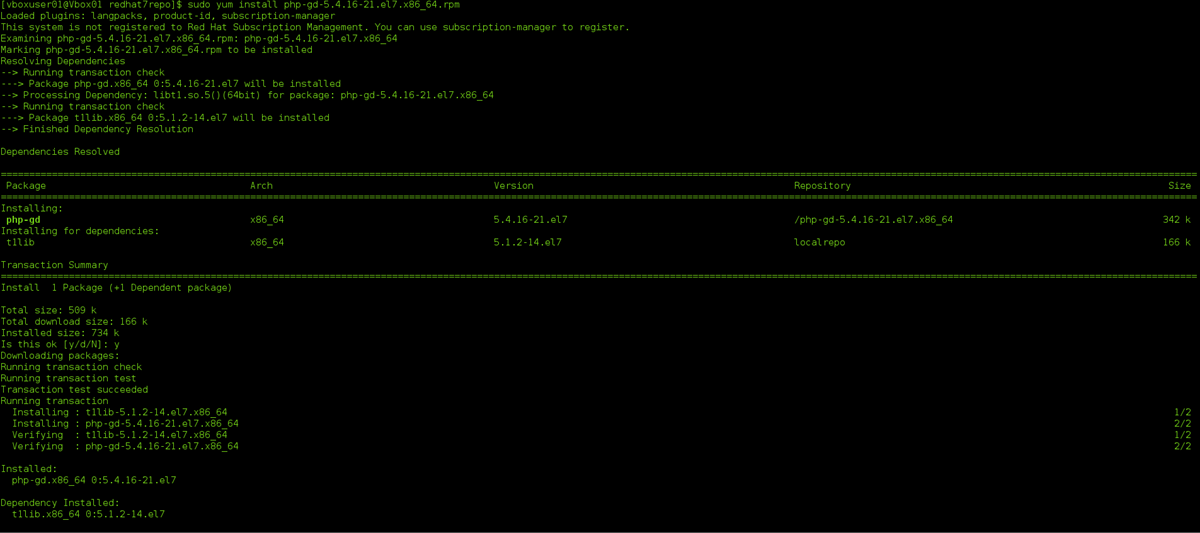 [vboxuser01@Vbox01 redhat7repo]$ sudo yum install php-gd-5.4.16-21.el7.x86_64.rpm
Loaded plugins: langpacks, product-id, subscription-manager
This system is not registered to Red Hat Subscription Management. You can use subscription-manager to register.
Examining php-gd-5.4.16-21.el7.x86_64.rpm: php-gd-5.4.16-21.el7.x86_64
Marking php-gd-5.4.16-21.el7.x86_64.rpm to be installed
Resolving Dependencies
--> Running transaction check
---> Package php-gd.x86_64 0:5.4.16-21.el7 will be installed
--> Processing Dependency: libt1.so.5()(64bit) for package: php-gd-5.4.16-21.el7.x86_64
--> Running transaction check
---> Package t1lib.x86_64 0:5.1.2-14.el7 will be installed
--> Finished Dependency Resolution
Dependencies Resolved
Package Arch Version Repository Size
Installing:
php-gd x86_64 5.4.16-21.el7 /php-gd-5.4.16-21.el7.x86_64 342 k
Installing for dependencies:
t1lib x86_64 5.1.2-14.el7 localrepo 166 k
Transaction Summary
Install 1 Package (+1 Dependent package)
Total size: 509 k
Total download size: 166 k
Installed size: 734 k
Is this ok [y/d/N]: y
Downloading packages:
Running transaction check
Running transaction test
Transaction test succeeded
Running transaction
Installing : t1lib-5.1.2-14.el7.x86_64 1/2
Installing : php-gd-5.4.16-21.el7.x86_64 2/2
Verifying : t1lib-5.1.2-14.el7.x86_64 1/2
Verifying : php-gd-5.4.16-21.el7.x86_64 2/2
Installed:
php-gd.x86_64 0:5.4.16-21.el7
Dependency Installed:
t1lib.x86_64 0:5.1.2-14.el7